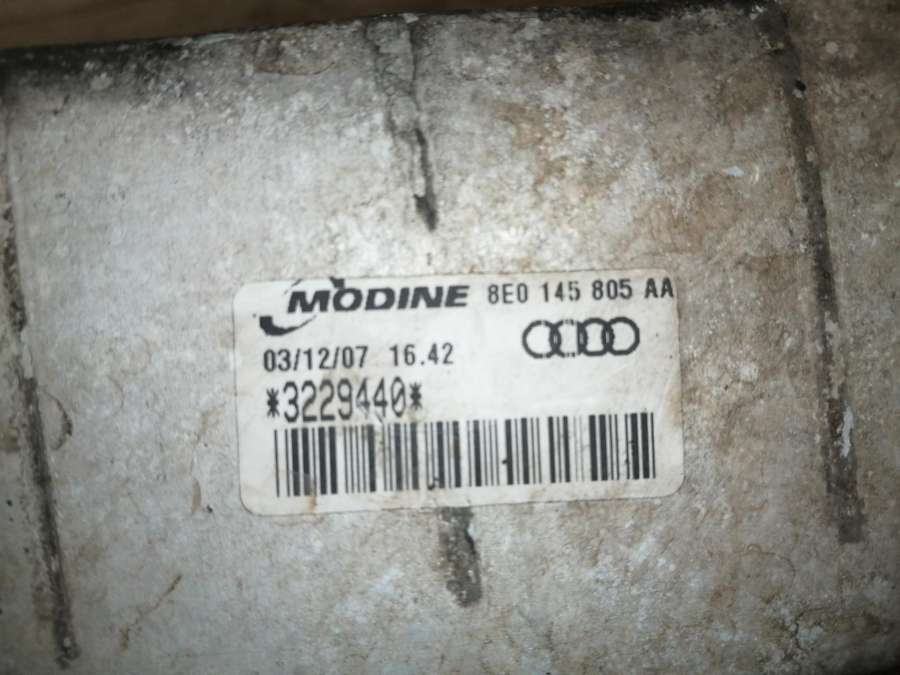 MODINE 8E0 145 805 AA
03/12/07 16.42
*3229440*